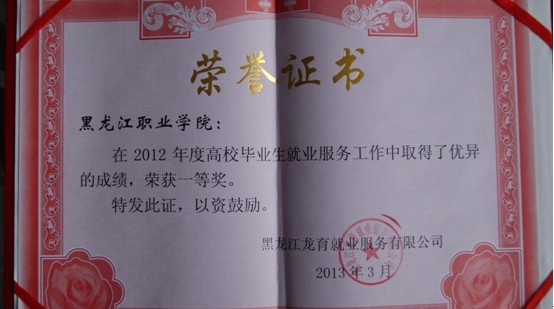 荣誉证书
黑龙江职业学院：
在 2012 年度高校毕业生就业服务工作中取得了优异
的成绩，荣获一等奖。
特发此证，以资鼓励。
黑龙江龙育就业服务有限公司
2013 年 3 月